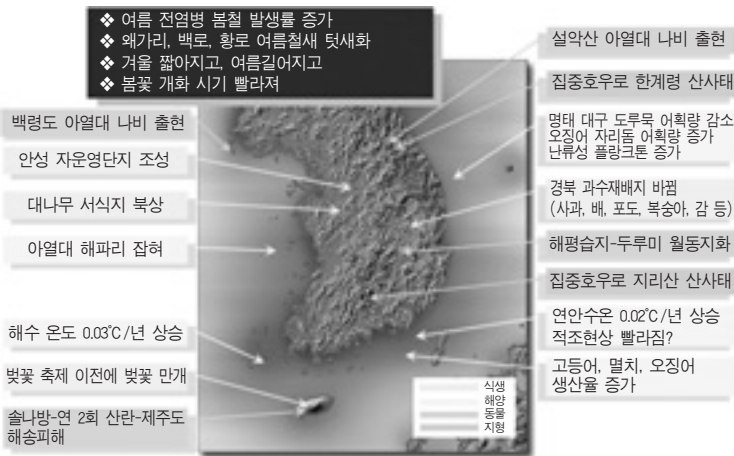 ❖ 여름 전염병 봄철 발생률 증가
❖ 왜가리, 백로, 황로 여름철새 텃새화
❖ 겨울 짧아지고, 여름길어지고
❖ 봄꽃 개화 시기 빨라져
백령도 아열대 나비 출현
안성 자운영단지 조성
대나무 서식지 북상
아열대 해파리 잡혀
해수 온도 0.03℃/년 상승
벚꽃 축제 이전에 벚꽃 만개
솔나방-연 2회 산란-제주도
해송피해
설악산 아열대 나비 출현
집중호우로 한계령 산사태
명태 대구 도루묵 어획량 감소
오징어 자리돔 어획량 증가
난류성 플랑크톤 증가
경북 과수재배지 바뀜
(사과, 배, 포도, 복숭아, 감 등)
해평습지-두루미 월동지화
집중호우로 지리산 산사태
연안수온 0.02℃/년 상승
적조현상 빨라짐?
고등어, 멸치, 오징어
생산율 증가
식생
해양
동물
지형